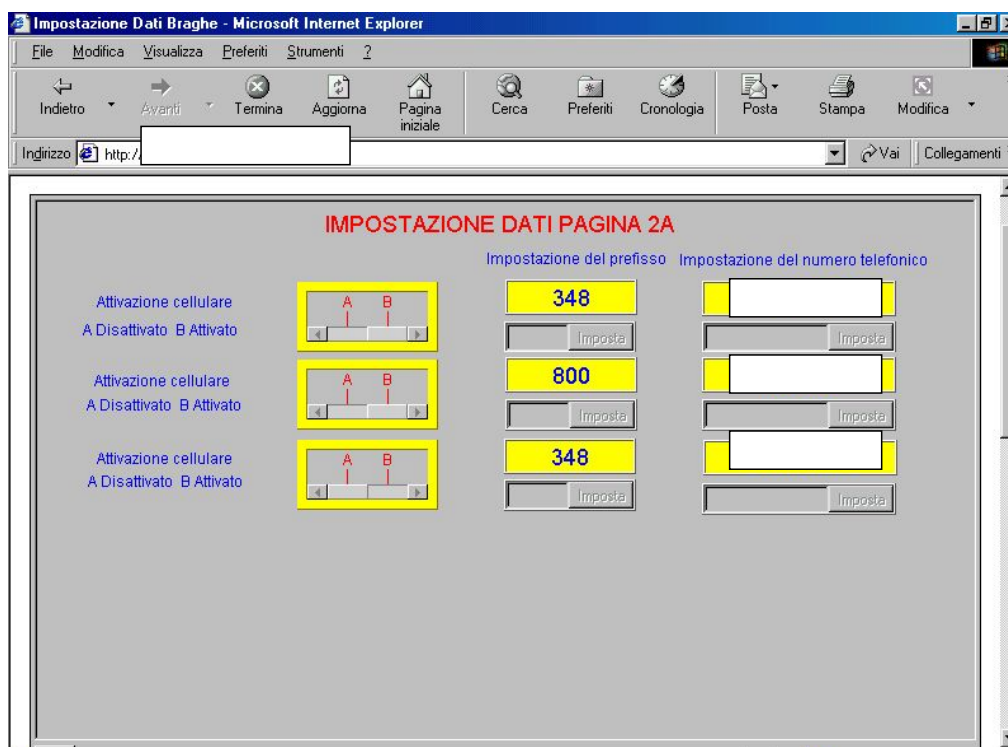 Impostazione Dati Braghe - Microsoft Internet Explorer
File Modifica Visualizza Preferiti Strumenti ?
Indietro Avanti Termina Aggiorna Pagina iniziale Cerca Preferiti Cronologia Posta Stampa Modifica
Indirizzo http:/ Vai Collegamenti
IMPOSTAZIONE DATI PAGINA 2A
Impostazione del prefisso Impostazione del numero telefonico
Attivazione cellulare A B 348
A Disattivato B Attivato Imposta Imposta
Attivazione cellulare A B 800
A Disattivato B Attivato Imposta Imposta
Attivazione cellulare A B 348
A Disattivato B Attivato Imposta Imposta